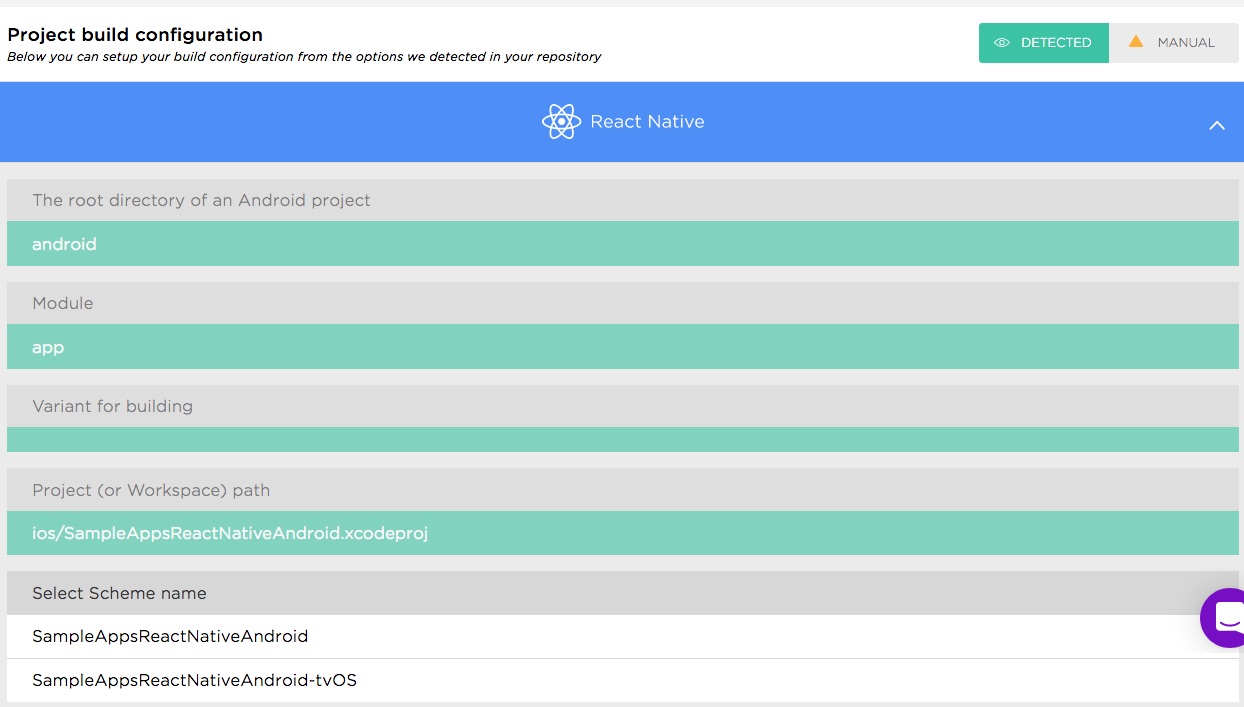 Project build configuration
Below you can setup your build configuration from the options we detected in your repository
DETECTED
MANUAL
React Native
The root directory of an Android project
android
Module
app
Variant for building
Project (or Workspace) path
ios/SampleAppsReactNativeAndroid.xcodeproj
Select Scheme name
SampleAppsReactNativeAndroid
SampleAppsReactNativeAndroid-tvOS